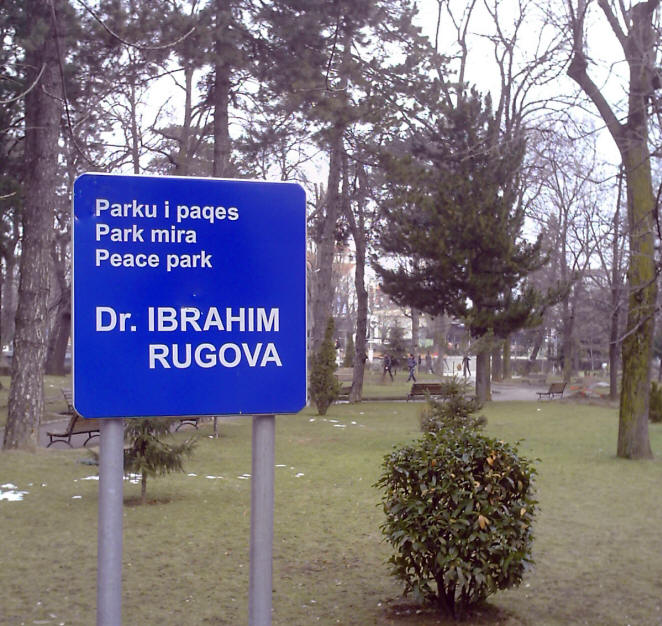 Parku i paqes
Park mira
Peace park
Dr. IBRAHIM
RUGOVA